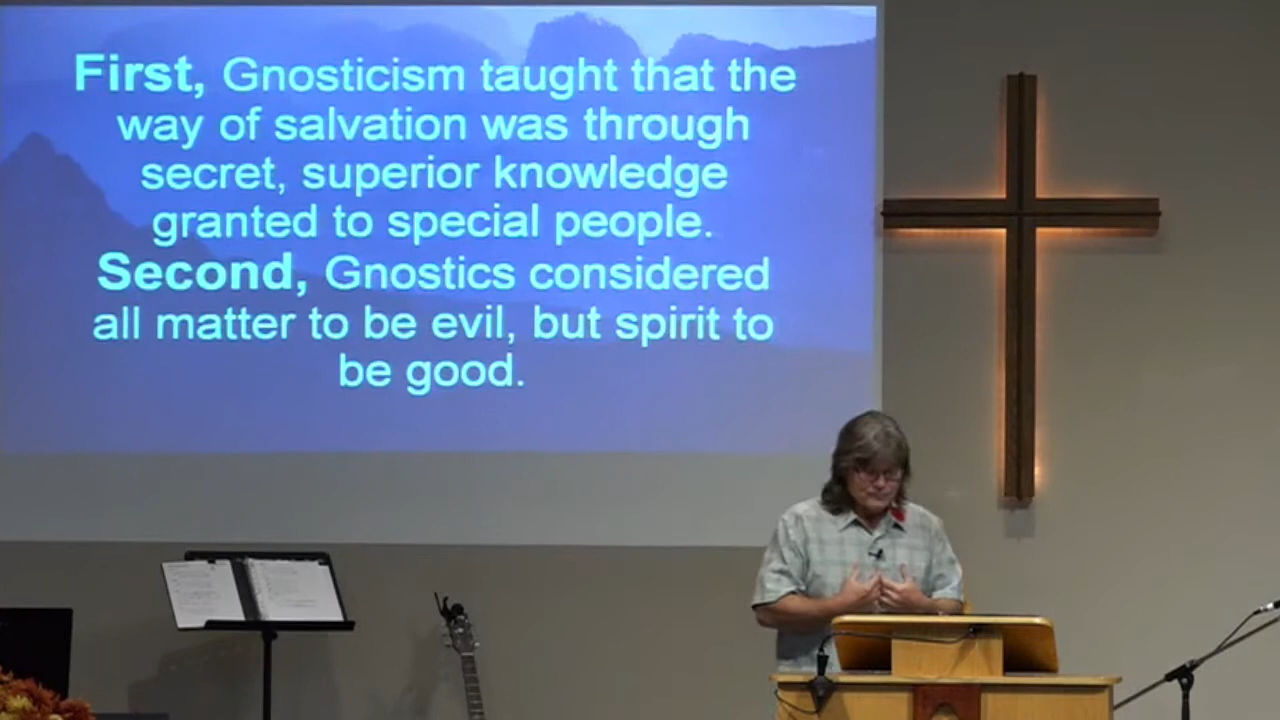 First, Gnosticism taught that the
way of salvation was through
secret, superior knowledge
granted to special people.
Second, Gnostics considered
all matter to be evil, but spirit to
be good.